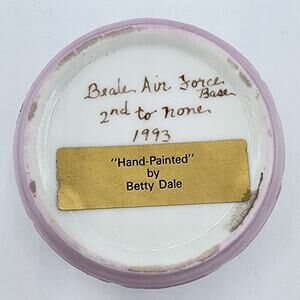 Beale Air Force
Base
2nd to none
1993
"Hand-Painted"
by
Betty Dale